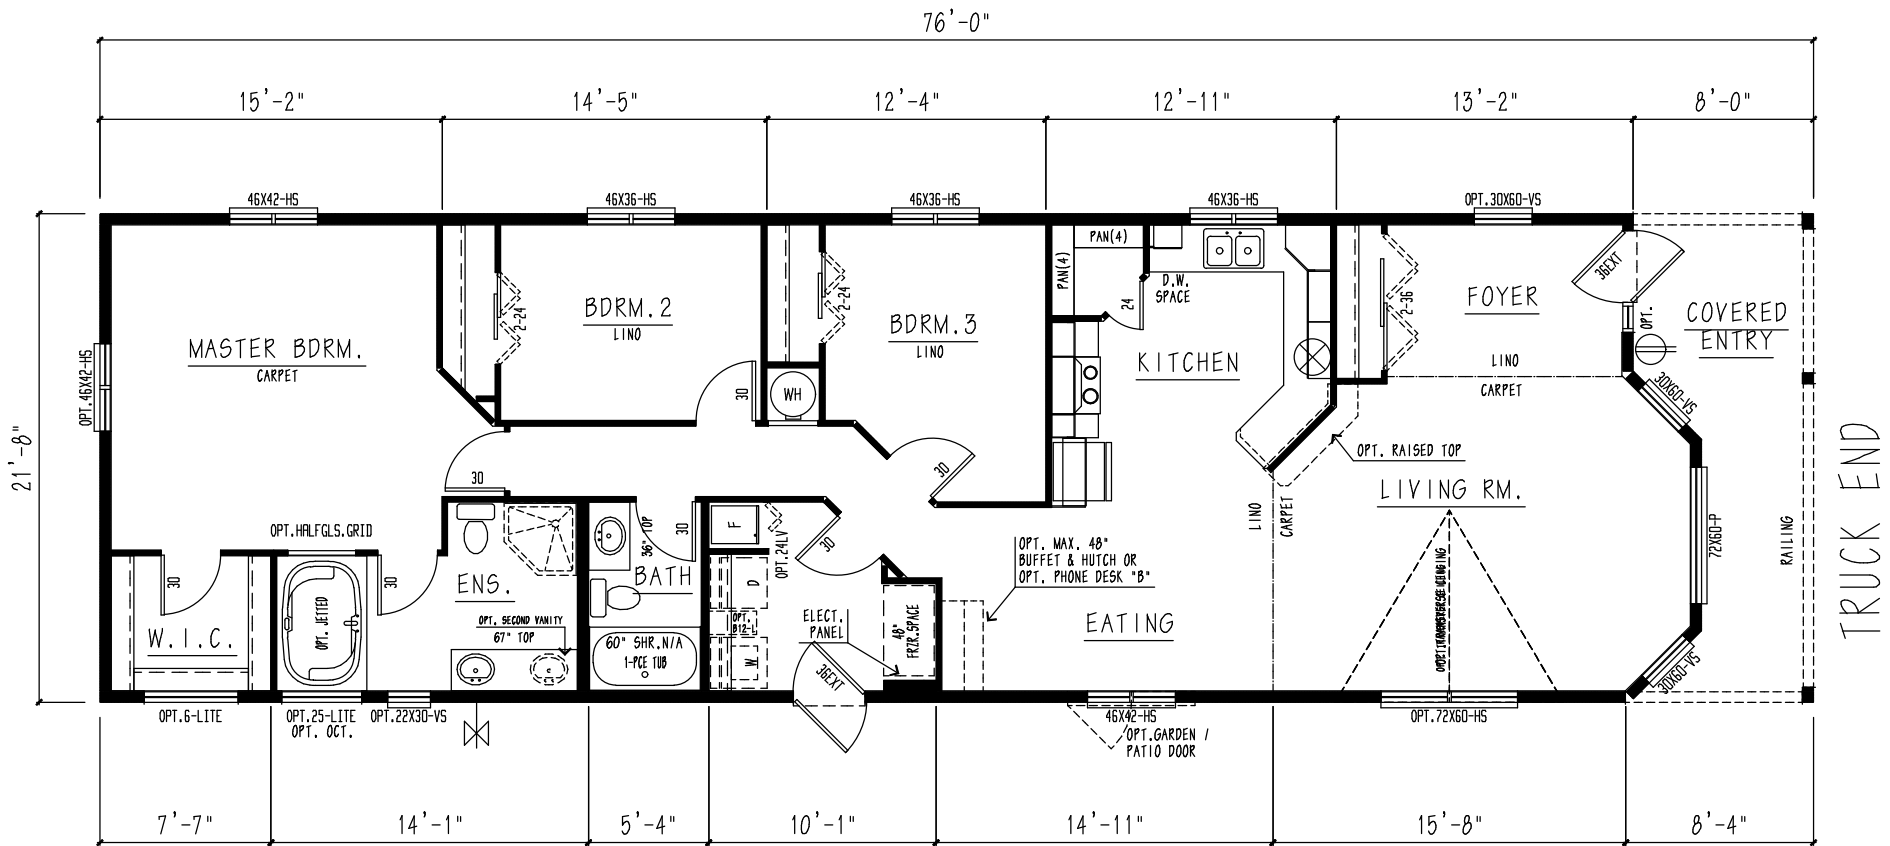 76'-0"
15'-2"
14'-5"
12'-4"
12'-11"
13'-2"
8'-0"
46X42-HS
46X36-HS
46X36-HS
46X36-HS
OPT.30X60-VS
21'-8"
OPT.46X42-HS
MASTER BDRM.
CARPET
2-24
BDRM.2
LINO
30
2-24
WH
BDRM.3
LINO
30
PAN(4)
PAN(4)
24
D.W.
SPACE
KITCHEN
2-36
FOYER
LINO
CARPET
36EXT
OPT.
COVERED
ENTRY
30X60-VS
OPT. RAISED TOP
LIVING RM.
LINO
CARPET
72X60-P
RAILING
TRUCK END
30
OPT.HALFGLS.GRID
30
30
W.I.C.
OPT. JETTED
ENS.
OPT. SECOND VANITY
67" TOP
36" TOP
30
BATH
60" SHR.N/A
1-PCE TUB
F
OPT.24LV
30
D
OPT.
B12-L
W
ELECT.
PANEL
48"
FRZR.SPACE
36EXT
OPT. MAX. 48"
BUFFET & HUTCH OR
OPT. PHONE DESK "B"
EATING
30X60-VS
OPT.6-LITE
OPT.25-LITE
OPT. OCT.
OPT.22X30-VS
46X42-HS
OPT.GARDEN /
PATIO DOOR
OPT.72X60-HS
7'-7"
14'-1"
5'-4"
10'-1"
14'-11"
15'-8"
8'-4"